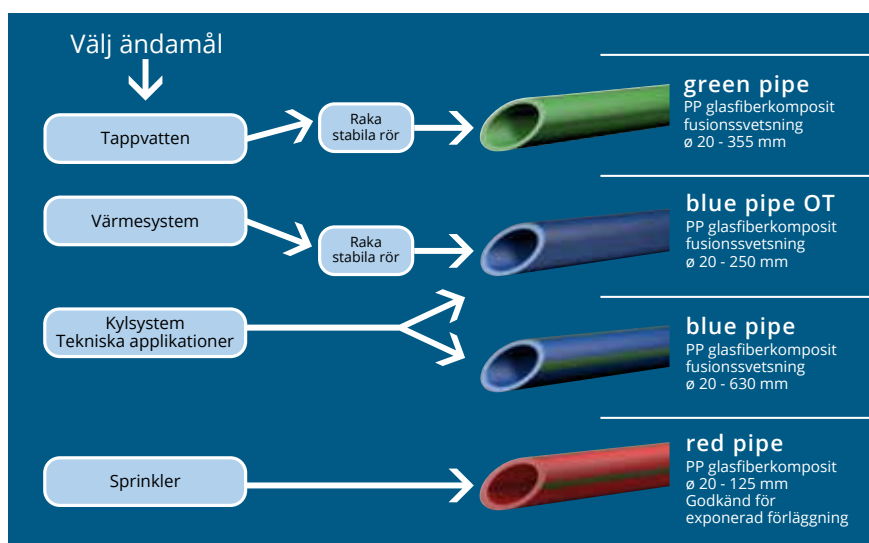 Välj ändamål
Tappvatten
Raka
stabila rör
green pipe
PP glasfiberkomposit
fusionssvetsning
ø 20 - 355 mm
Värmesystem
Raka
stabila rör
blue pipe OT
PP glasfiberkomposit
fusionssvetsning
ø 20 - 250 mm
Kylsystem
Tekniska applikationer
blue pipe
PP glasfiberkomposit
fusionssvetsning
ø 20 - 630 mm
Sprinkler
red pipe
PP glasfiberkomposit
ø 20 - 125 mm
Godkänd för
exponerad förläggning